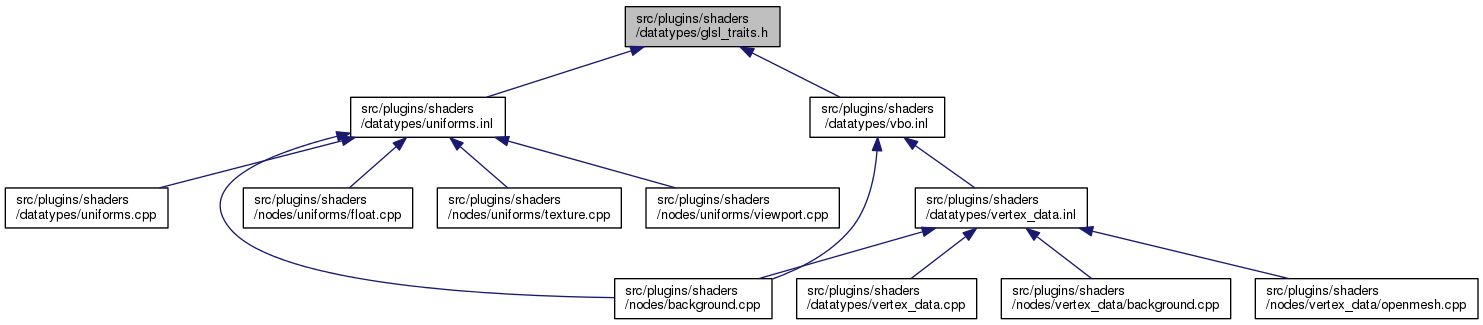 src/plugins/shaders
/datatypes/glsl_traits.h
src/plugins/shaders
/datatypes/uniforms.inl
src/plugins/shaders
/datatypes/vbo.inl
src/plugins/shaders
/datatypes/uniforms.cpp
src/plugins/shaders
/nodes/uniforms/float.cpp
src/plugins/shaders
/nodes/uniforms/texture.cpp
src/plugins/shaders
/nodes/uniforms/viewport.cpp
src/plugins/shaders
/datatypes/vertex_data.inl
src/plugins/shaders
/nodes/background.cpp
src/plugins/shaders
/datatypes/vertex_data.cpp
src/plugins/shaders
/nodes/vertex_data/background.cpp
src/plugins/shaders
/nodes/vertex_data/openmesh.cpp